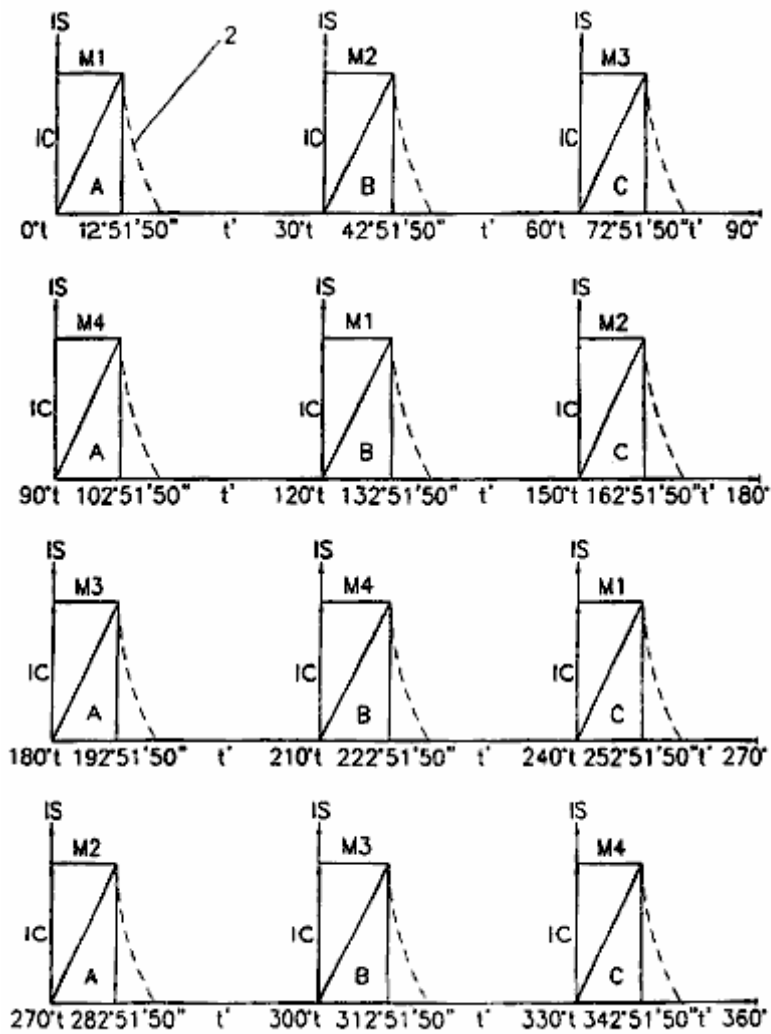 IS IS IS
2
M1 M2 M3
IC IC IC
A B C
0°t 12°51'50" t' 30°t 42°51'50" t' 60°t 72°51'50"t' 90°
IS IS IS
M4 M1 M2
IC IC IC
A B C
90°t 102°51'50" t' 120°t 132°51'50" t' 150°t 162°51'50"t' 180°
IS IS IS
M3 M4 M1
IC IC IC
A B C
180°t 192°51'50" t' 210°t 222°51'50" t' 240°t 252°51'50"t' 270°
IS IS IS
M2 M3 M4
IC IC IC
A B C
270°t 282°51'50" t' 300°t 312°51'50" t' 330°t 342°51'50"t' 360°